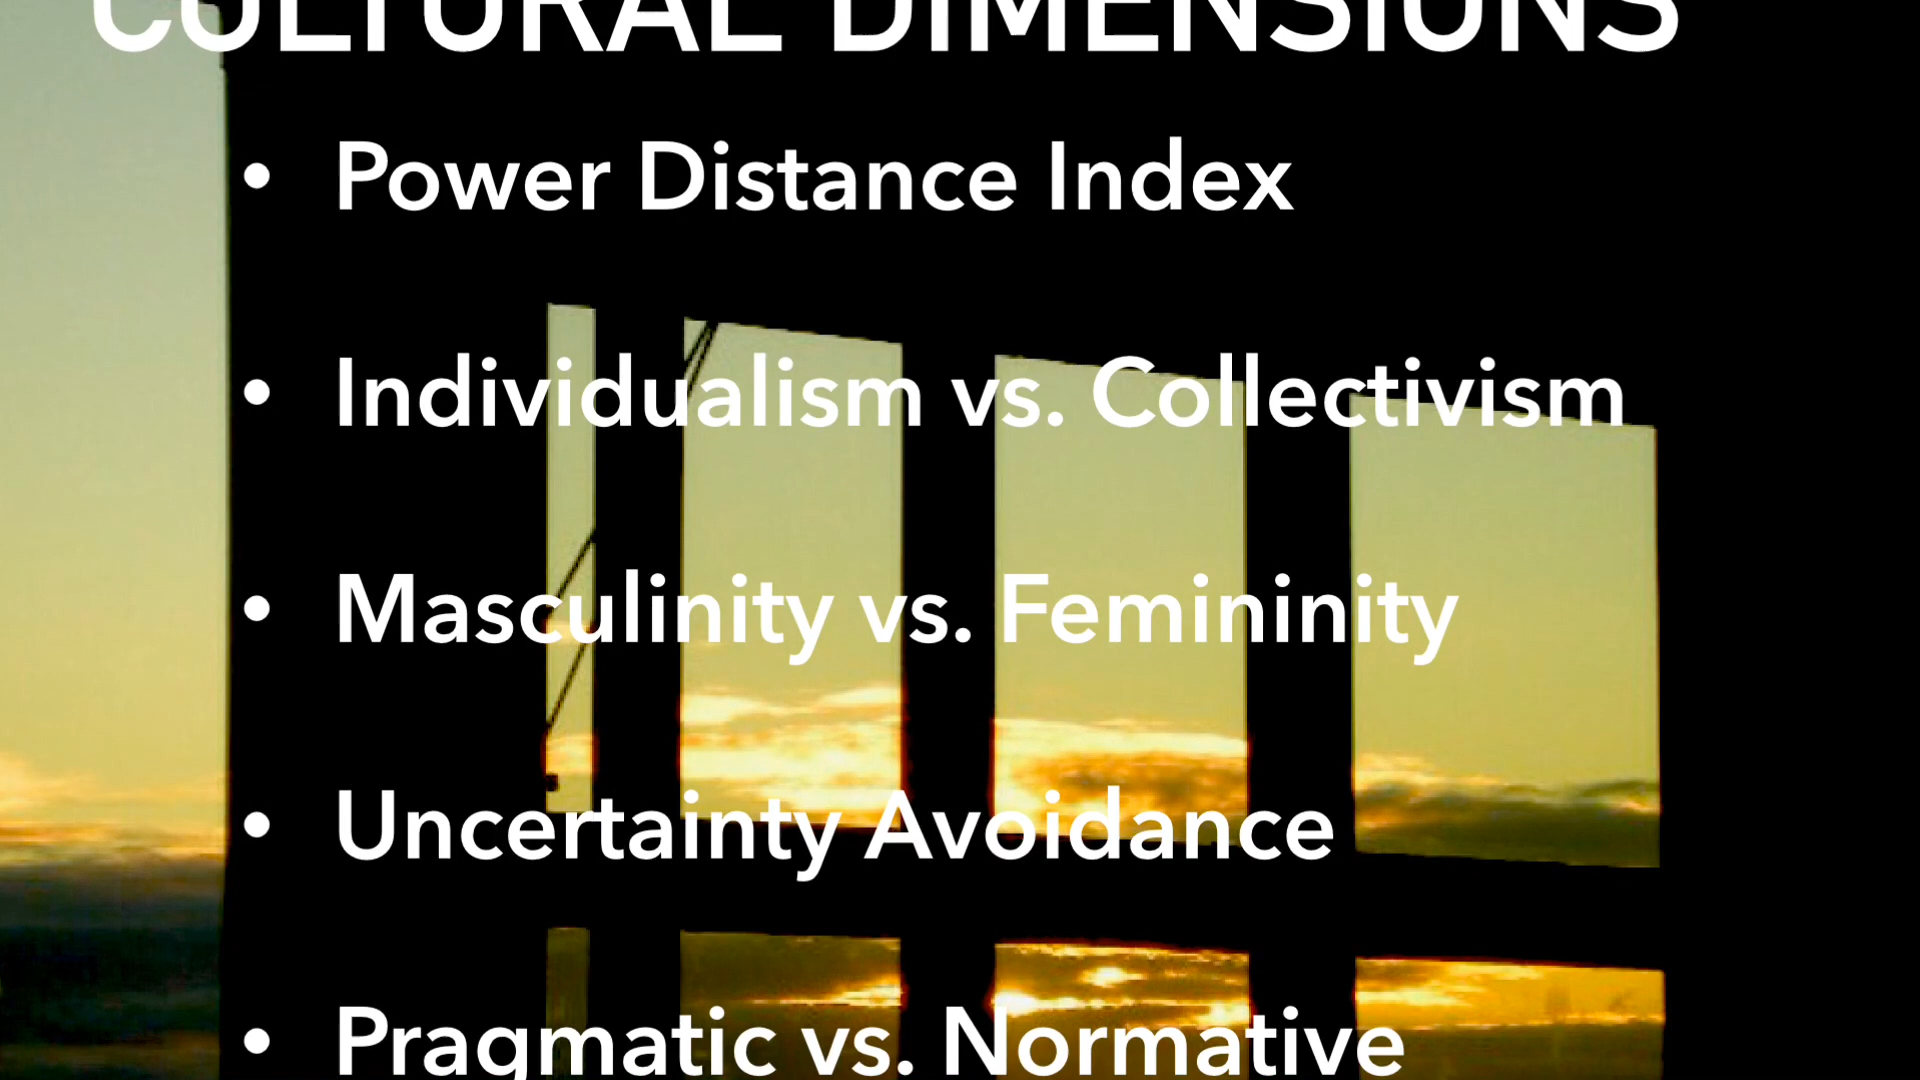 CULTURAL DIMENSIONS
• Power Distance Index
• Individualism vs. Collectivism
• Masculinity vs. Femininity
• Uncertainty Avoidance
• Pragmatic vs. Normative